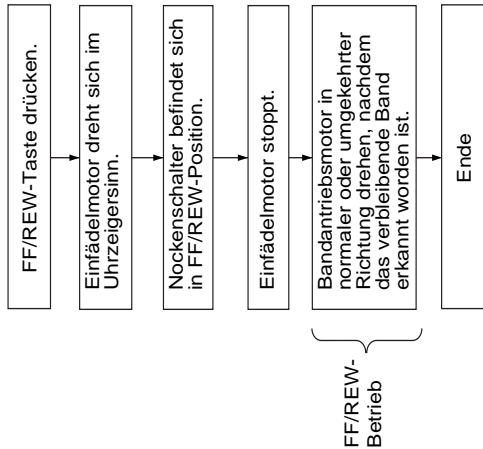 FF/REW-Taste drücken.
Einfädelmotor dreht sich im
Uhrzeigersinn.
Nockenschalter befindet sich
in FF/REW-Position.
Einfädelmotor stoppt.
FF/REW-
Betrieb
Bandantriebsmotor in
normaler oder umgekehrter
Richtung drehen, nachdem
das verbleibende Band
erkannt worden ist.
Ende